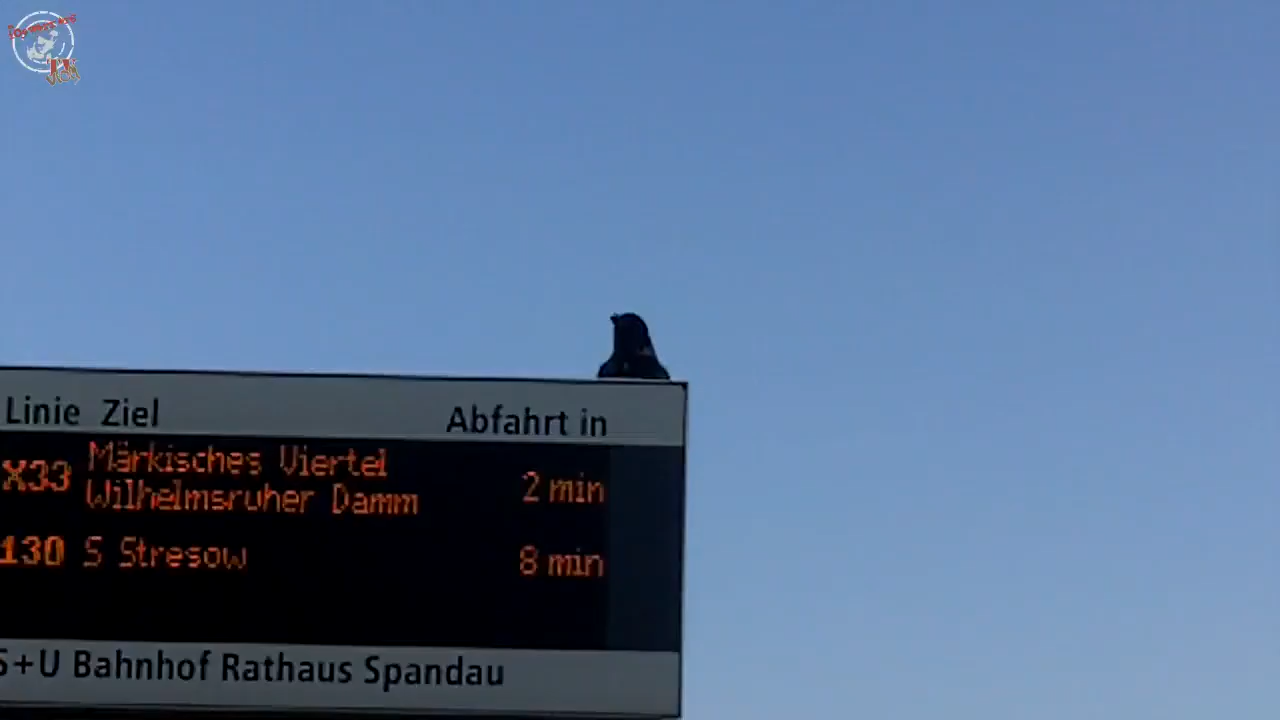 Linie Ziel Abfahrt in
X33 Märkisches Viertel
Wilhelmsruher Damm 2 min
130 S Stresow 8 min
S+U Bahnhof Rathaus Spandau